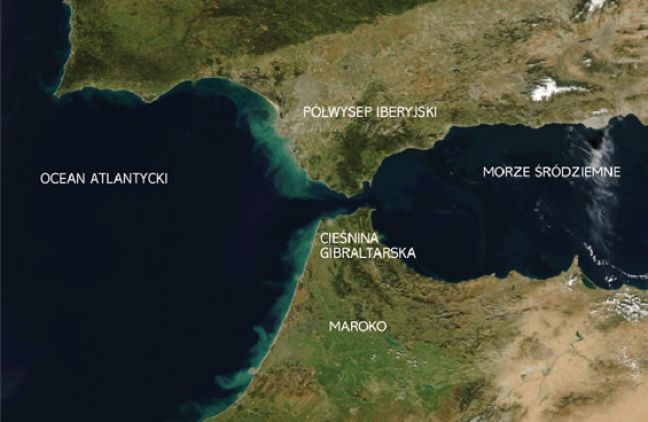 PÓŁWYSEP IBERYJSKI
OCEAN ATLANTYCKI
MORZE ŚRÓDZIEMNE
CIEŚNINA
GIBRALTARSKA
MAROKO